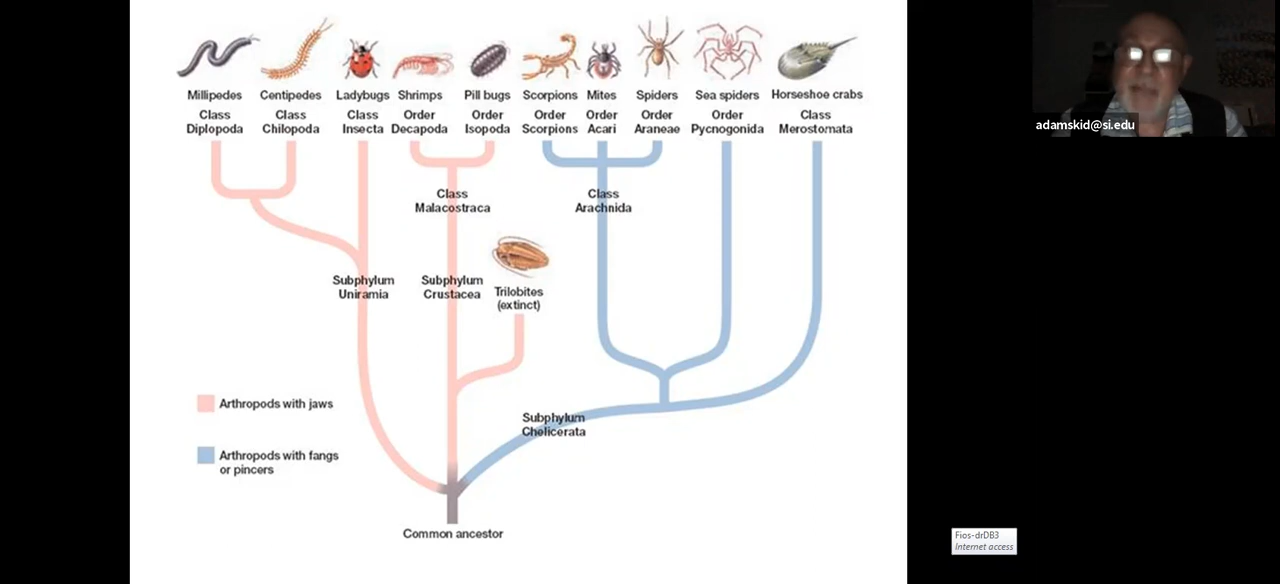 Millipedes
Centipedes
Ladybugs
Shrimps
Pill bugs
Scorpions
Mites
Spiders
Sea spiders
Horseshoe crabs
Class
Diplopoda
Class
Chilopoda
Class
Insecta
Order
Decapoda
Order
Isopoda
Order
Scorpions
Order
Acari
Order
Araneae
Order
Pycnogonida
Class
Merostomata
Class
Malacostraca
Class
Arachnida
Subphylum
Uniramia
Subphylum
Crustacea
Trilobites
(extinct)
Arthropods with jaws
Arthropods with fangs
or pincers
Subphylum
Chelicerata
Common ancestor
adamskid@si.edu
Fios-drDB3
Internet access